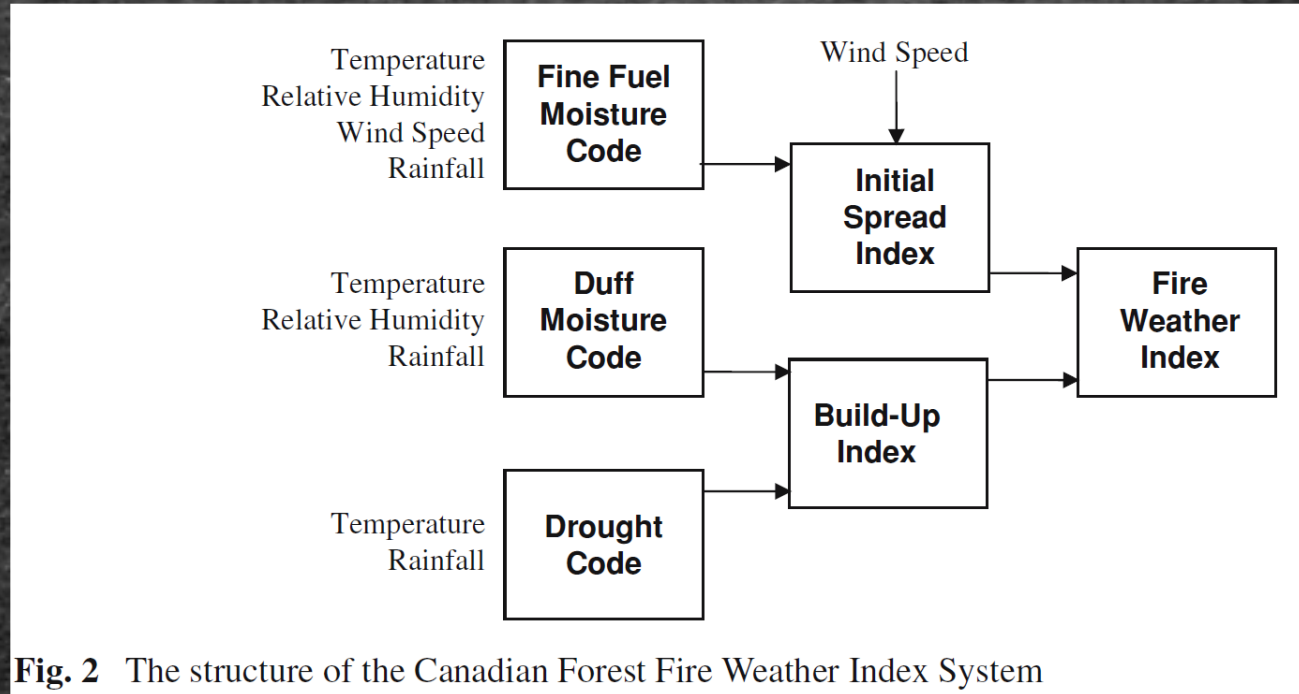 Temperature
Relative Humidity
Wind Speed
Rainfall
Fine Fuel
Moisture
Code
Wind Speed
Initial
Spread
Index
Temperature
Relative Humidity
Rainfall
Duff
Moisture
Code
Fire
Weather
Index
Build-Up
Index
Temperature
Rainfall
Drought
Code
Fig. 2 The structure of the Canadian Forest Fire Weather Index System